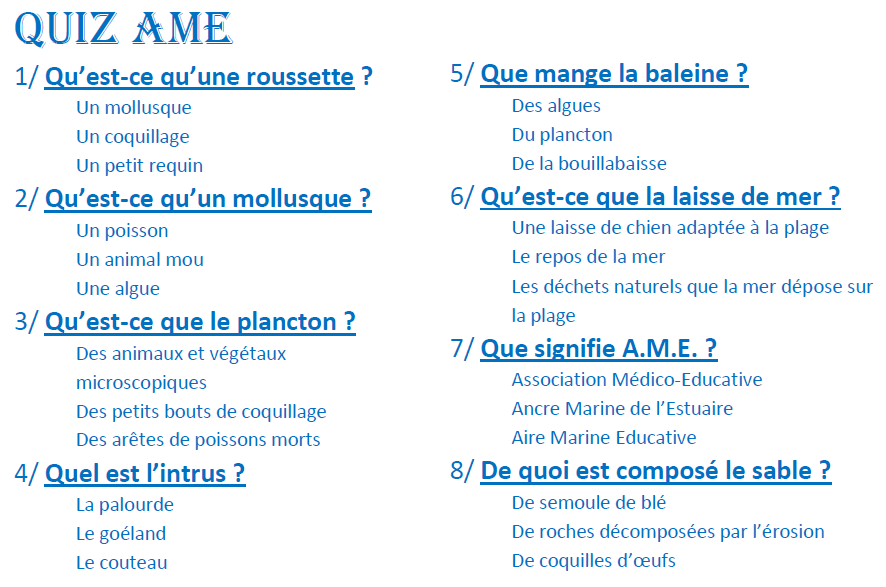 QUIZ AME
1/ Qu’est-ce qu’une roussette ?
Un mollusque
Un coquillage
Un petit requin
2/ Qu’est-ce qu’un mollusque ?
Un poisson
Un animal mou
Une algue
3/ Qu’est-ce que le plancton ?
Des animaux et végétaux
microscopiques
Des petits bouts de coquillage
Des arêtes de poissons morts
4/ Quel est l’intrus ?
La palourde
Le goéland
Le couteau
5/ Que mange la baleine ?
Des algues
Du plancton
De la bouillabaisse
6/ Qu’est-ce que la laisse de mer ?
Une laisse de chien adaptée à la plage
Le repos de la mer
Les déchets naturels que la mer dépose sur
la plage
7/ Que signifie A.M.E. ?
Association Médico-Educative
Ancre Marine de l’Estuaire
Aire Marine Educative
8/ De quoi est composé le sable ?
De semoule de blé
De roches décomposées par l’érosion
De coquilles d’œufs